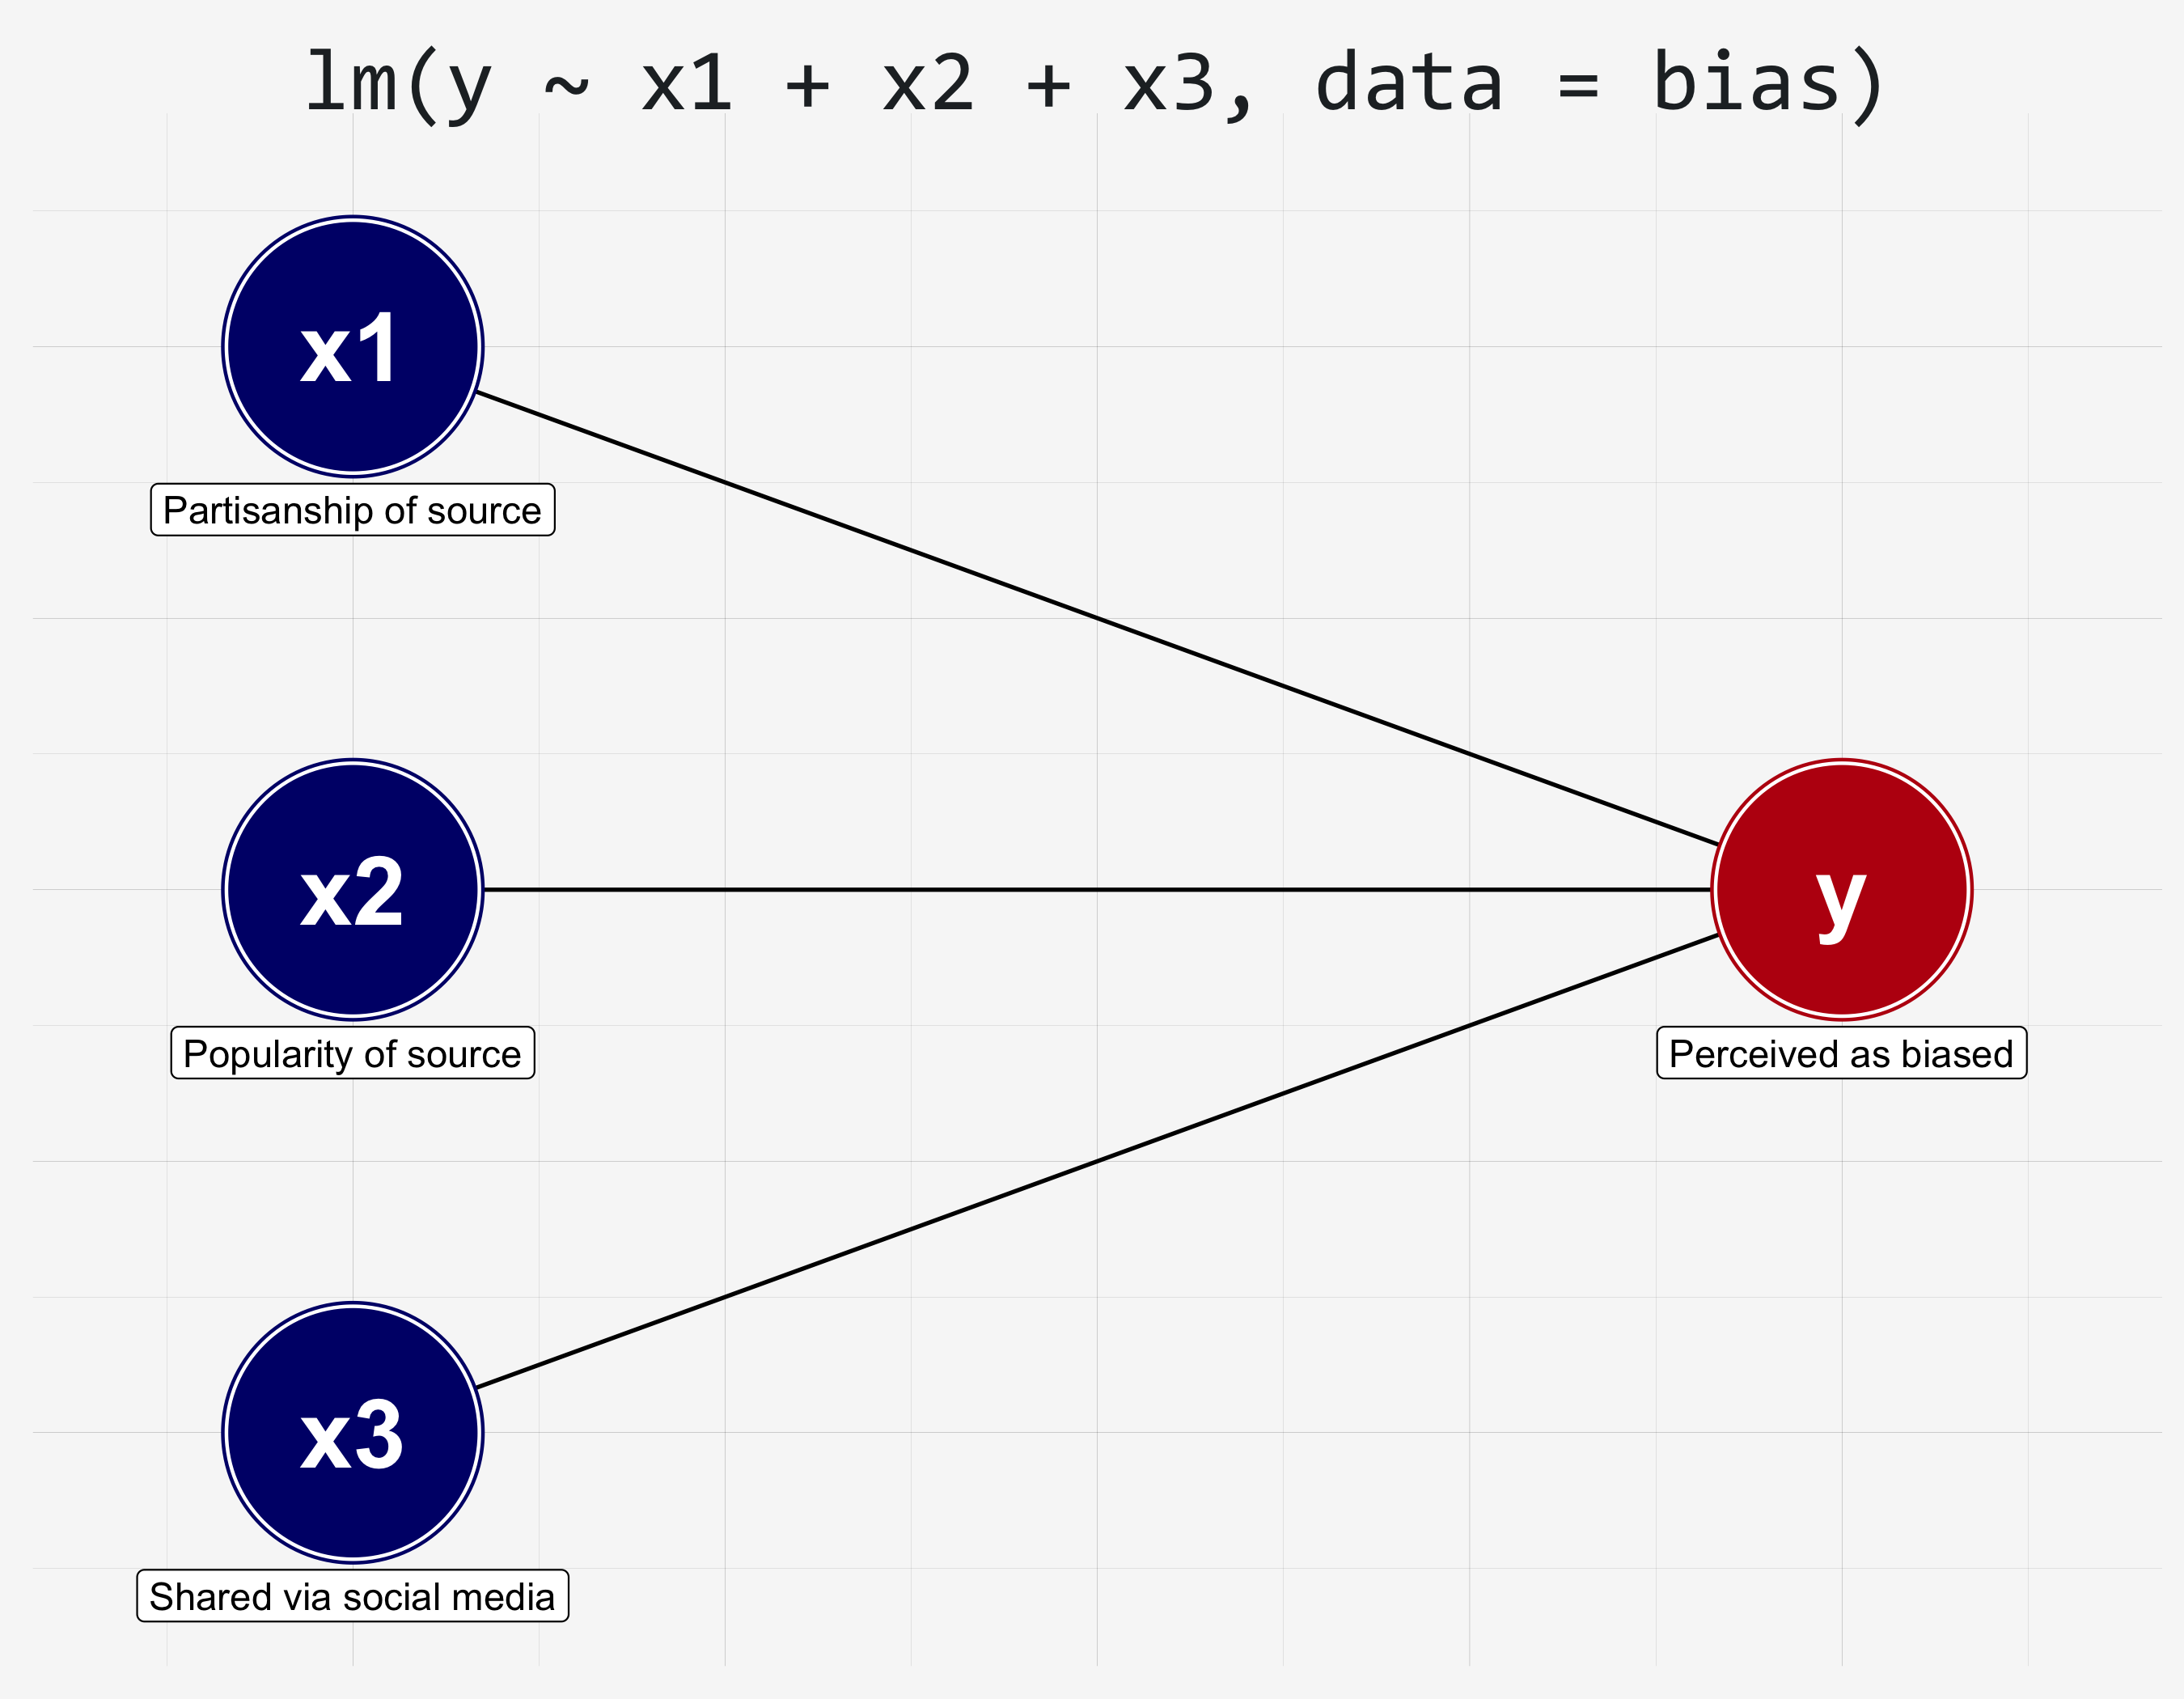 lm(y ~ x1 + x2 + x3, data = bias)
x1
Partisanship of source
x2
Popularity of source
y
Perceived as biased
x3
Shared via social media